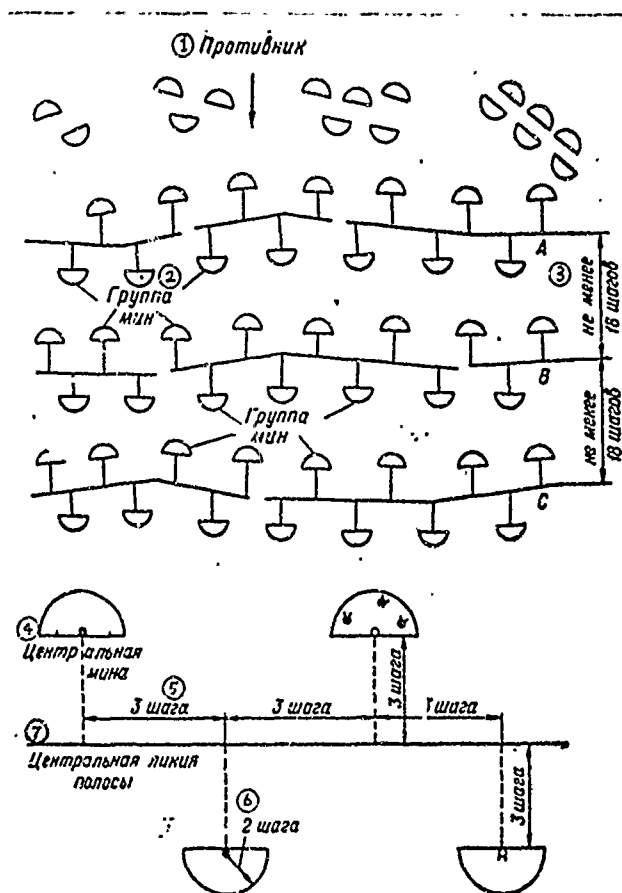 ① Противник
А
② Группа
мин
③ не менее
16 шагов
В
Группа
мин
не менее
18 шагов
С
④ Центральная
мина
⑤ 3 шага
3 шага
3 шага
1 шага
⑦ Центральная линия
полосы
⑥ 2 шага
3 шага